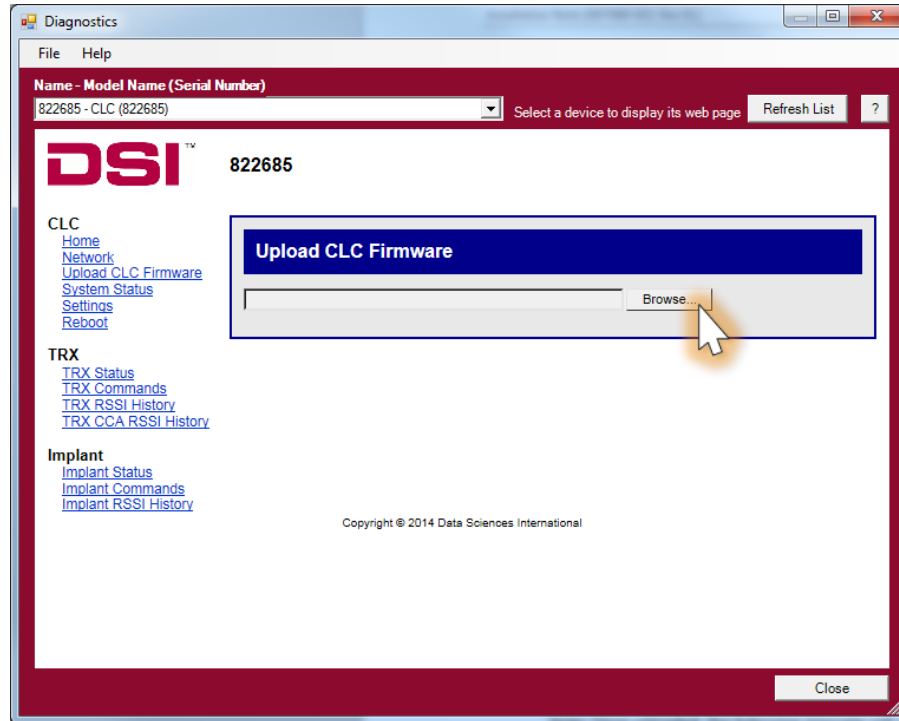 Diagnostics
File Help
Name - Model Name (Serial Number)
822685 - CLC (822685) Select a device to display its web page Refresh List ?
DSI™ 822685
CLC
Home
Network
Upload CLC Firmware
System Status
Settings
Reboot
Upload CLC Firmware
Browse...
TRX
TRX Status
TRX Commands
TRX RSSI History
TRX CCA RSSI History
Implant
Implant Status
Implant Commands
Implant RSSI History
Copyright © 2014 Data Sciences International
Close